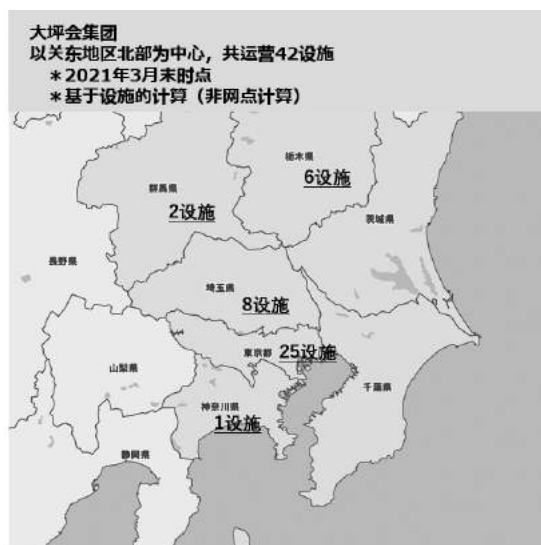 大坪会集团
以关东地区北部为中心，共运营42设施
＊2021年3月末时点
＊基于设施的计算（非网点计算）
栃木県
6设施
群馬県
2设施
茨城県
長野県
埼玉県
8设施
東京都
25设施
山梨県
千葉県
神奈川県
1设施
静岡県